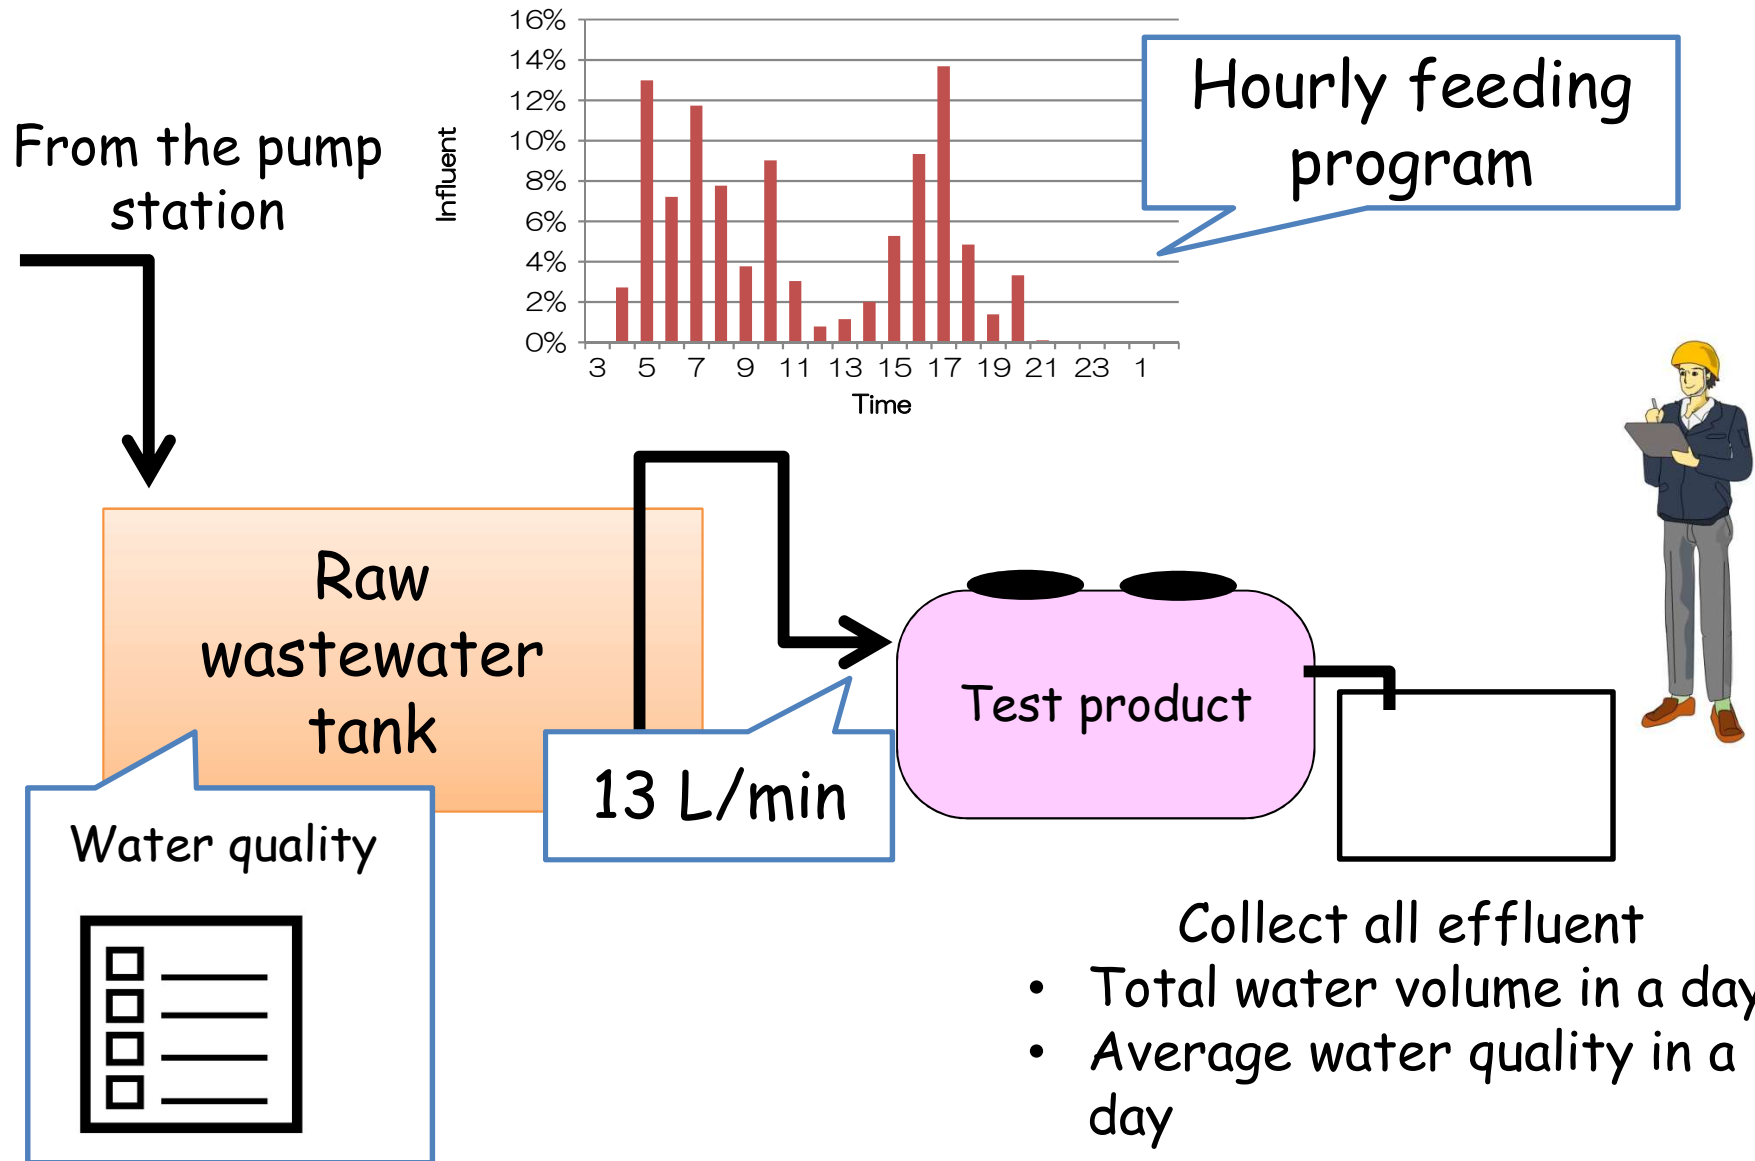 16%
14%
12%
10%
8%
6%
4%
2%
0%
Influent
3 5 7 9 11 13 15 17 19 21 23 1
Time
Hourly feeding
program
From the pump
station
Raw
wastewater
tank
Test product
13 L/min
Water quality
Collect all effluent
• Total water volume in a day
• Average water quality in a
day